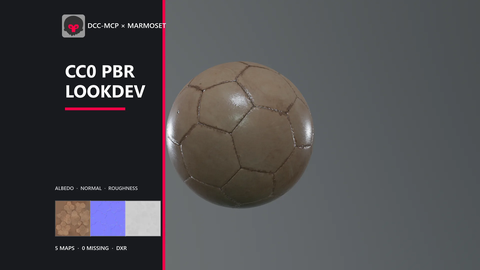 DCC-MCP × MARMOSET
CC0 PBR
LOOKDEV
ALBEDO · NORMAL · ROUGHNESS
5 MAPS · 0 MISSING · DXR